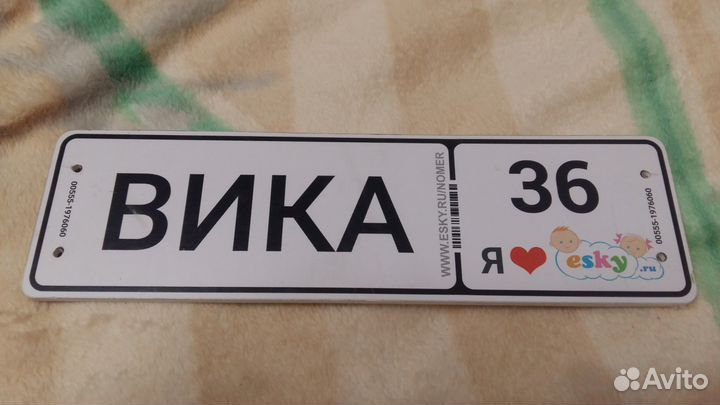 00555-1976060
ВИКА
WWW.ESKY.RU/NOMER
36
Я ❤ esky.ru
00555-1976060
Avito